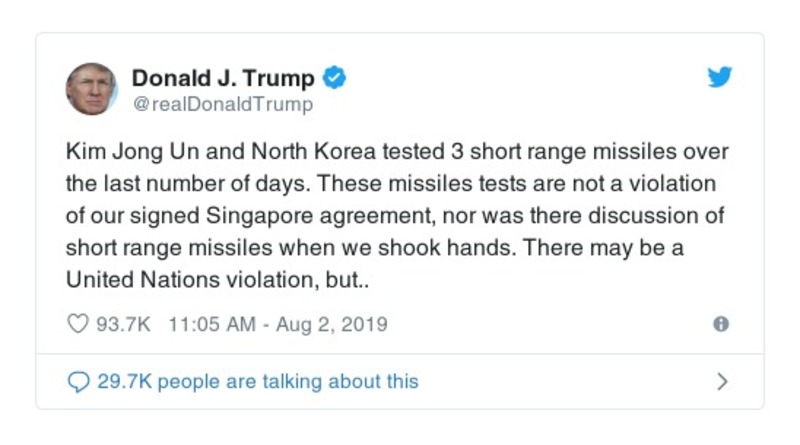 Donald J. Trump
@realDonaldTrump
Kim Jong Un and North Korea tested 3 short range missiles over
the last number of days. These missiles tests are not a violation
of our signed Singapore agreement, nor was there discussion of
short range missiles when we shook hands. There may be a
United Nations violation, but..
93.7K 11:05 AM - Aug 2, 2019
29.7K people are talking about this